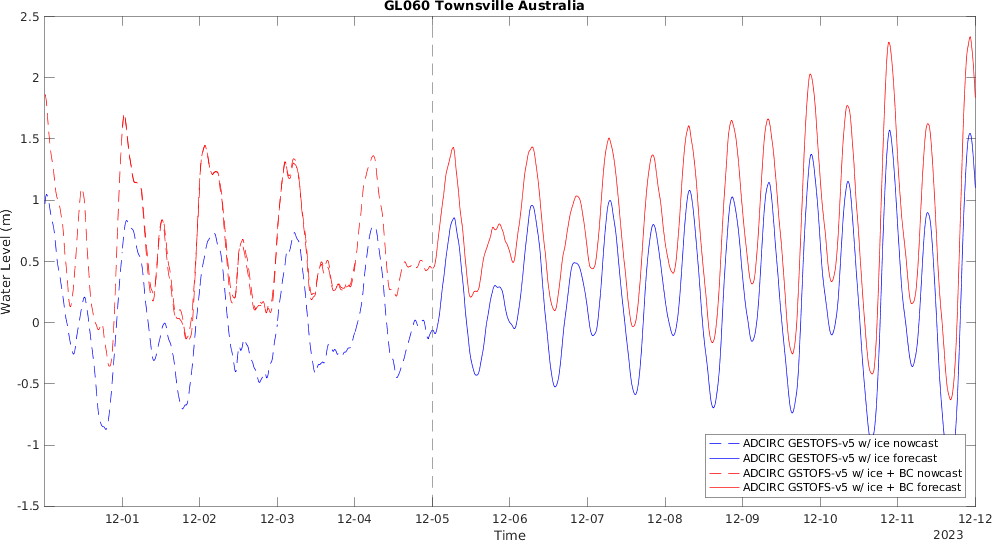 GL060 Townsville Australia
2.5
2
1.5
1
0.5
0
-0.5
-1
-1.5
Water Level (m)
ADCIRC GESTOFS-v5 w/ ice nowcast
ADCIRC GESTOFS-v5 w/ ice forecast
ADCIRC GSTOFS-v5 w/ ice + BC nowcast
ADCIRC GSTOFS-v5 w/ ice + BC forecast
12-01 12-02 12-03 12-04 12-05 12-06 12-07 12-08 12-09 12-10 12-11 12-12
Time
2023